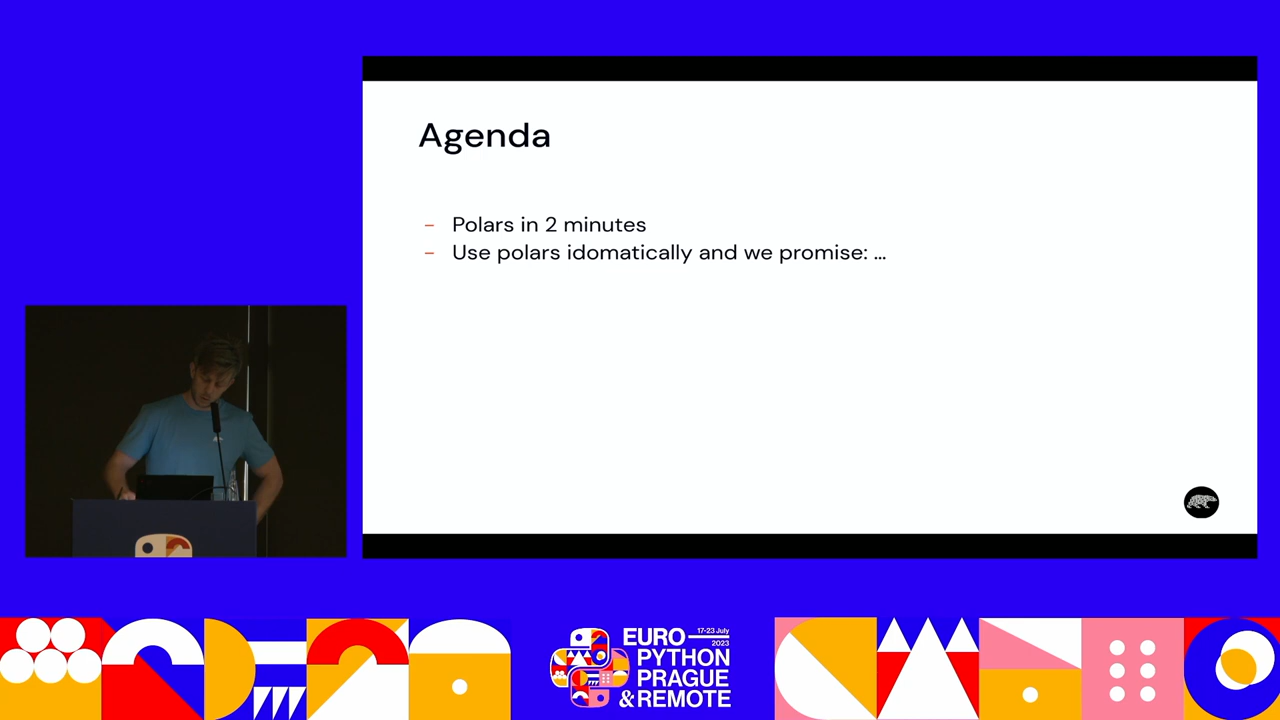 Agenda
- Polars in 2 minutes
- Use polars idomatically and we promise: ...
EURO
17-23 July
2023
PYTHON
PRAGUE
& REMOTE